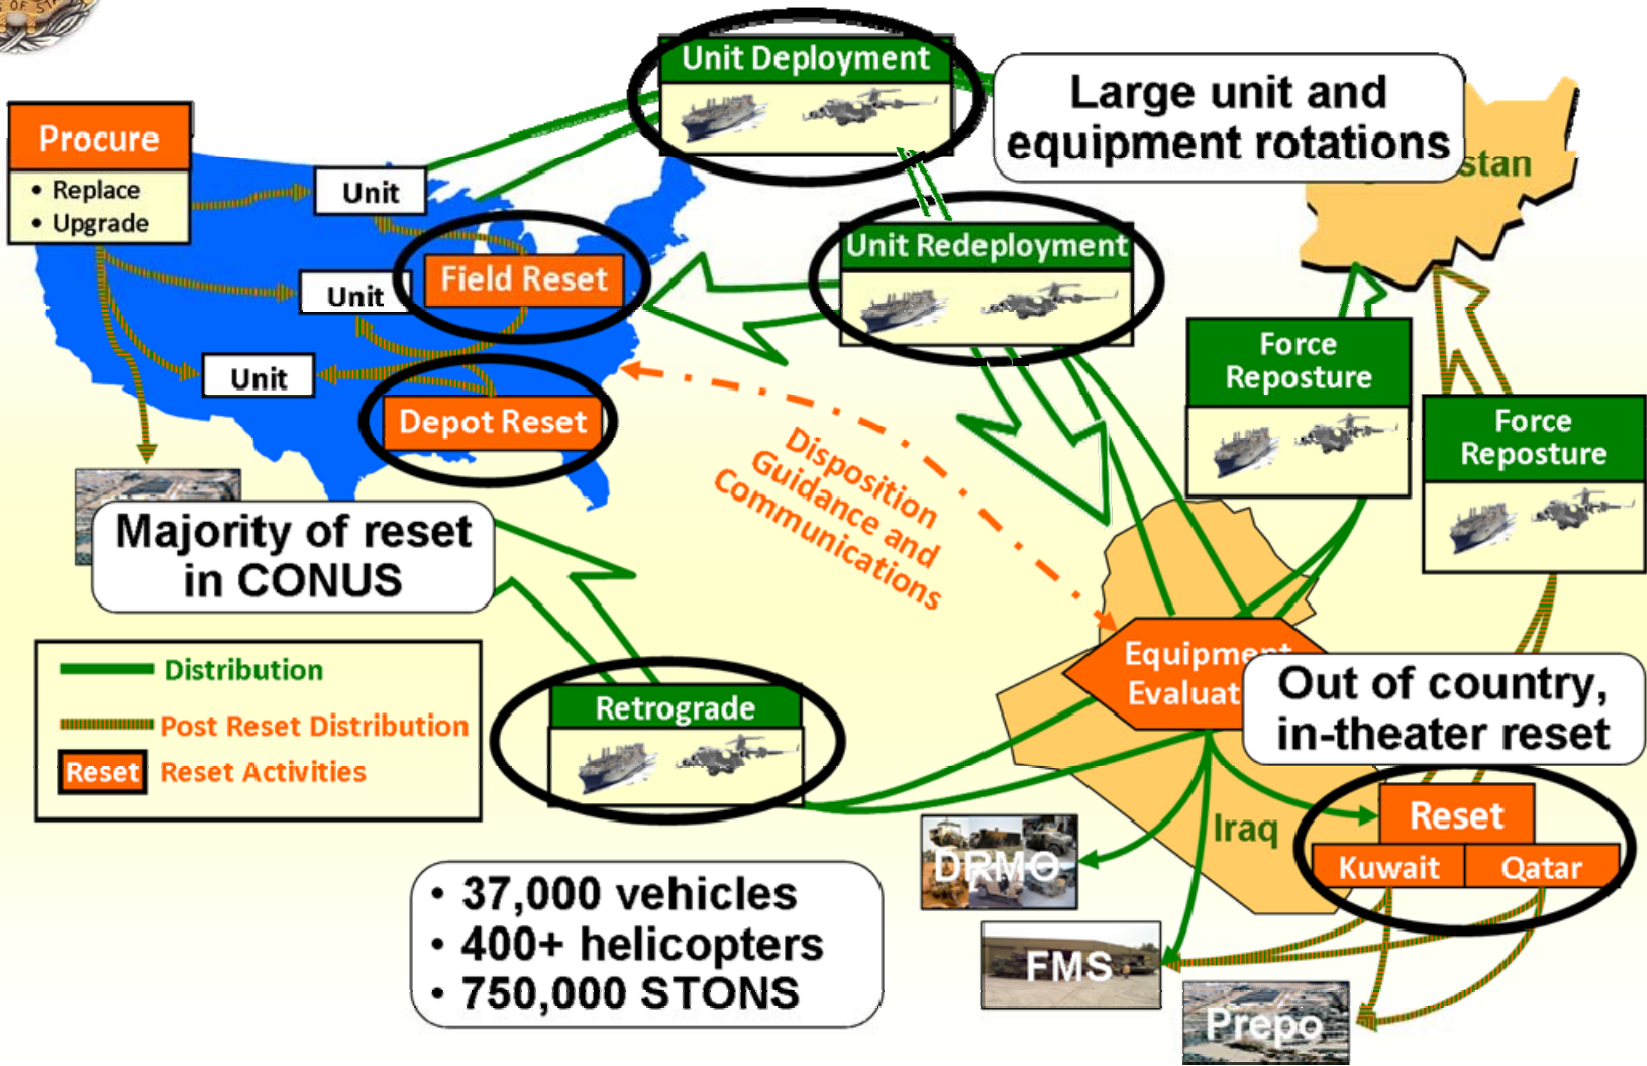 OF ST
Unit Deployment
Large unit and
equipment rotations
stan
Procure
• Replace
• Upgrade
Unit
Unit Redeployment
Field Reset
Unit
Force
Reposture
Unit
Depot Reset
Force
Reposture
Disposition
Guidance and
Communications
Majority of reset
in CONUS
Distribution
Post Reset Distribution
Reset
Reset Activities
Retrograde
Equipment
Evaluat
Out of country,
in-theater reset
Iraq
Reset
Kuwait
Qatar
DRMO
• 37,000 vehicles
• 400+ helicopters
• 750,000 STONS
FMS
Prepo